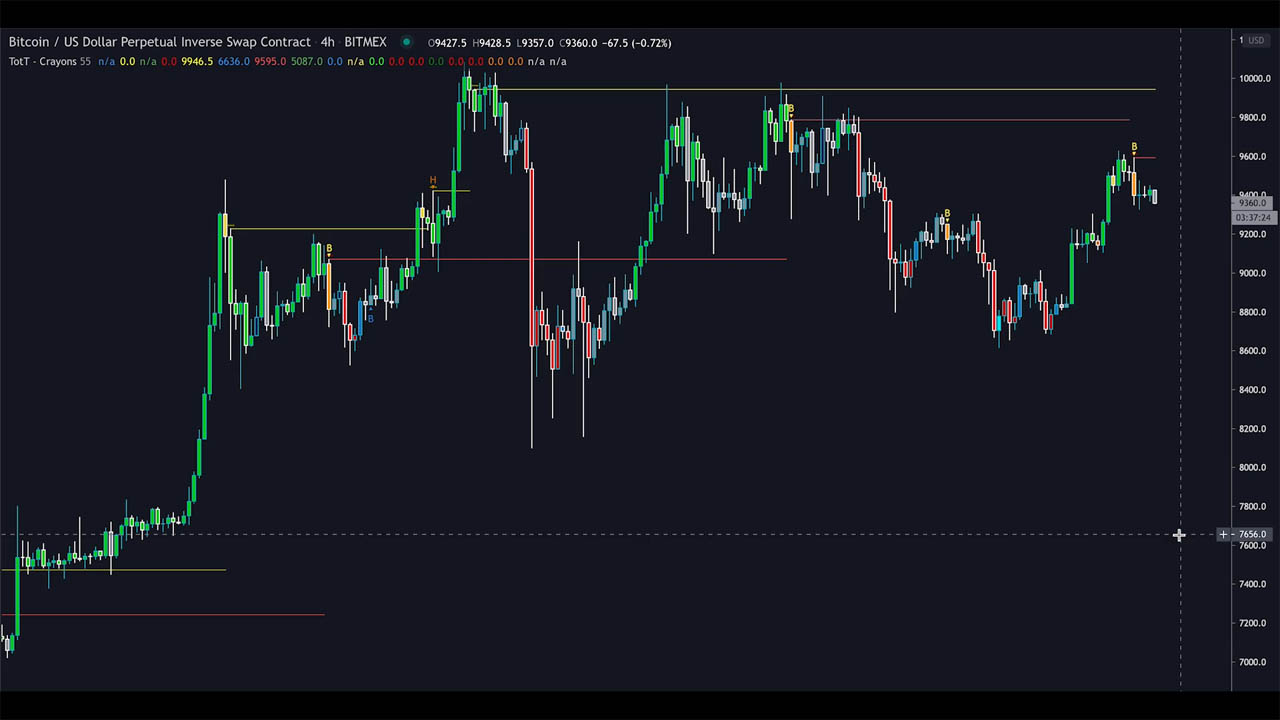 Bitcoin / US Dollar Perpetual Inverse Swap Contract · 4h · BITMEX O9427.5 H9428.5 L9357.0 C9360.0 -67.5 (-0.72%)
TotT - Crayons 55 n/a 0.0 n/a 0.0 9946.5 6636.0 9595.0 5087.0 0.0 n/a 0.0 0.0 0.0 0.0 0.0 0.0 0.0 0.0 0.0 n/a n/a
USD
10000.0
9800.0
9600.0
9400.0
9360.0
03:37:24
9200.0
9000.0
8800.0
8600.0
8400.0
8200.0
8000.0
7800.0
7656.0
7600.0
7400.0
7200.0
7000.0
B
B
H
B
B
B